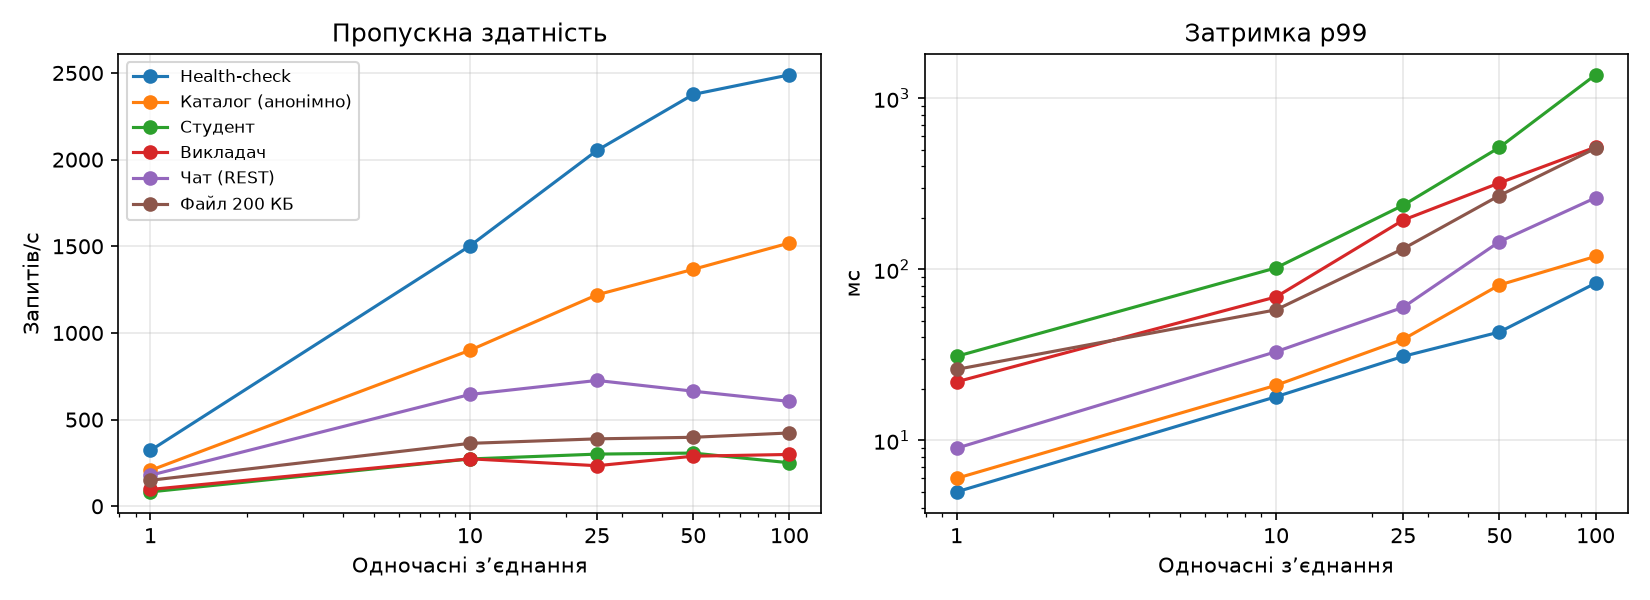 Пропускна здатність
2500
2000
1500
1000
500
0
Запитів/с
Health-check
Каталог (анонімно)
Студент
Викладач
Чат (REST)
Файл 200 КБ
1 10 25 50 100
Одночасні з’єднання
Затримка p99
10³
10²
10¹
мс
1 10 25 50 100
Одночасні з’єднання